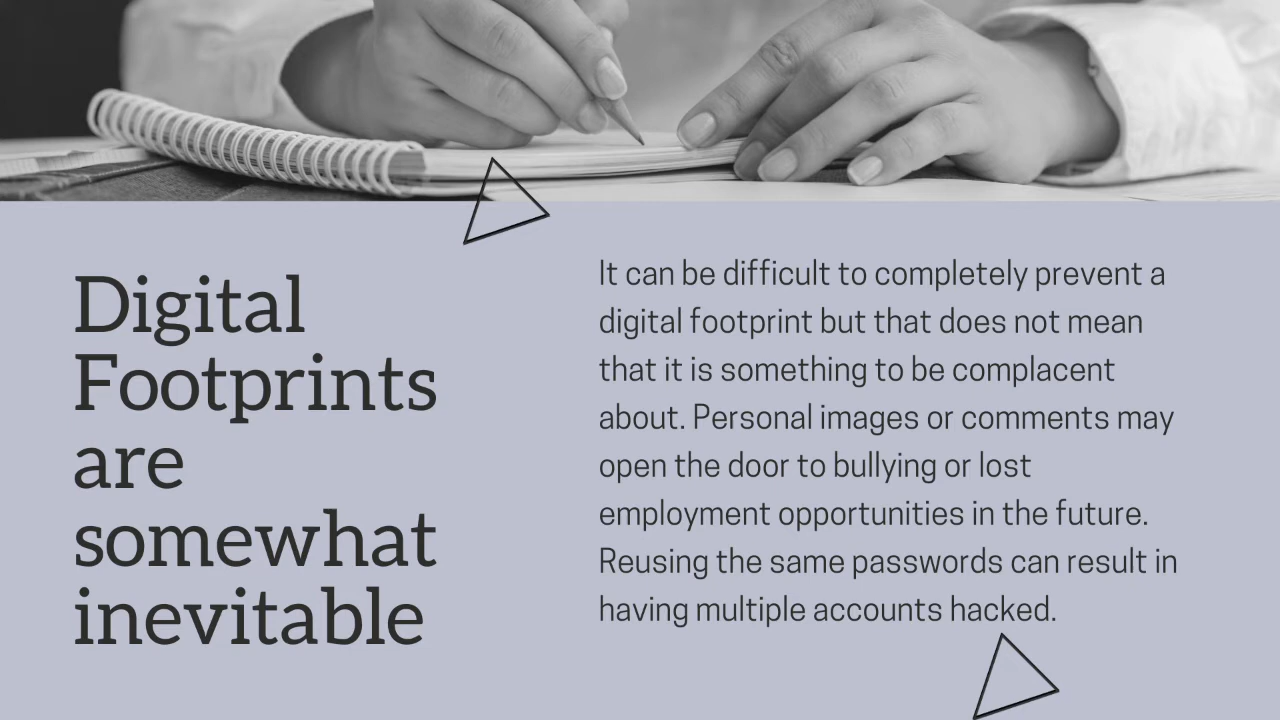 Digital
Footprints
are
somewhat
inevitable
It can be difficult to completely prevent a
digital footprint but that does not mean
that it is something to be complacent
about. Personal images or comments may
open the door to bullying or lost
employment opportunities in the future.
Reusing the same passwords can result in
having multiple accounts hacked.